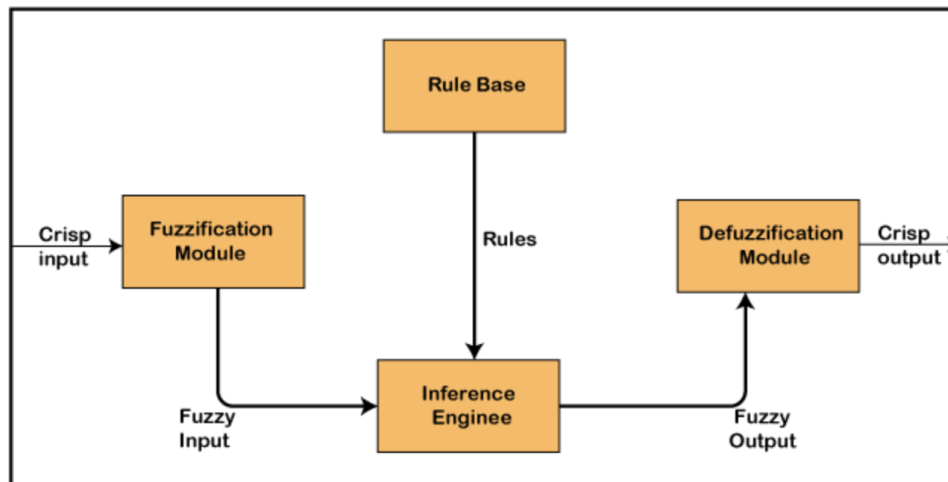 Rule Base
Crisp
input
Fuzzification
Module
Rules
Defuzzification
Module
Crisp
output
Inference
Enginee
Fuzzy
Input
Fuzzy
Output